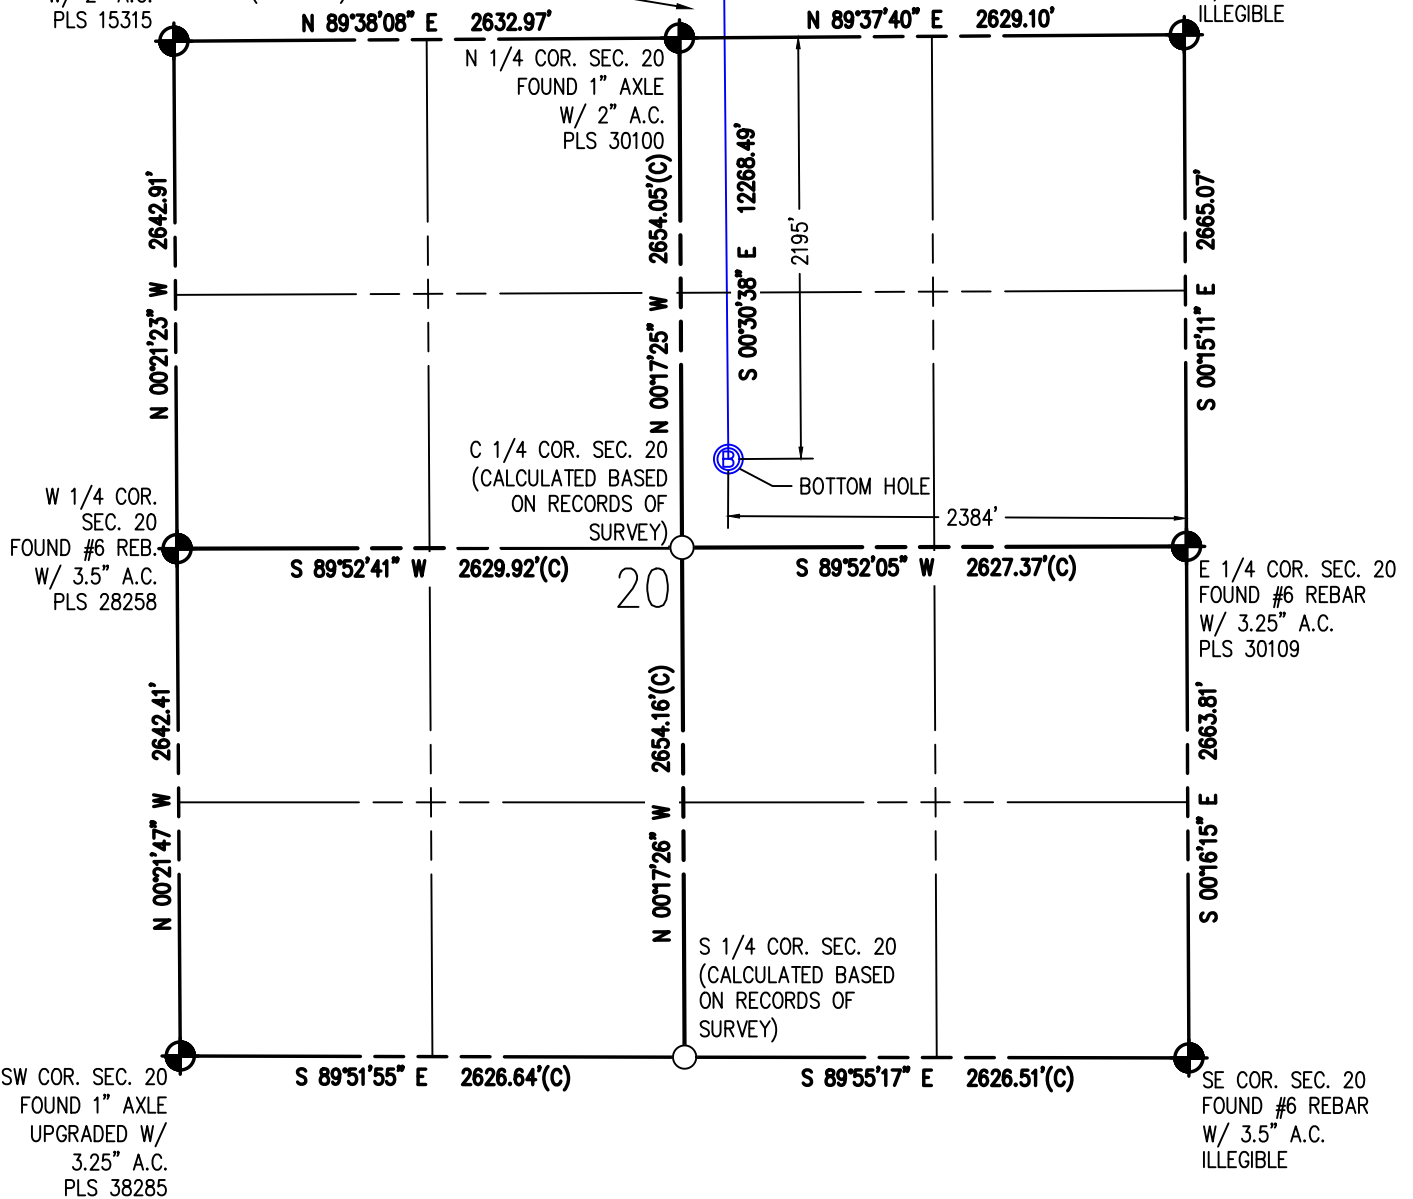 PLS 15315
N 89°38'08" E 2632.97'
N 89°37'40" E 2629.10'
ILLEGIBLE
N 1/4 COR. SEC. 20
FOUND 1" AXLE
W/ 2" A.C.
PLS 30100
N 00°21'23" W 2642.91'
N 00°17'25" W 2654.05'(C)
S 00°30'38" E 12268.49'
2195'
S 00°15'11" E 2665.07'
C 1/4 COR. SEC. 20
(CALCULATED BASED
ON RECORDS OF
SURVEY)
B
BOTTOM HOLE
2384'
W 1/4 COR.
SEC. 20
FOUND #6 REB.
W/ 3.5" A.C.
PLS 28258
S 89°52'41" W 2629.92'(C)
S 89°52'05" W 2627.37'(C)
20
E 1/4 COR. SEC. 20
FOUND #6 REBAR
W/ 3.25" A.C.
PLS 30109
N 00°21'47" W 2642.41'
N 00°17'26" W 2654.16'(C)
S 00°16'15" E 2663.81'
S 1/4 COR. SEC. 20
(CALCULATED BASED
ON RECORDS OF
SURVEY)
SW COR. SEC. 20
FOUND 1" AXLE
UPGRADED W/
3.25" A.C.
PLS 38285
S 89°51'55" E 2626.64'(C)
S 89°55'17" E 2626.51'(C)
SE COR. SEC. 20
FOUND #6 REBAR
W/ 3.5" A.C.
ILLEGIBLE